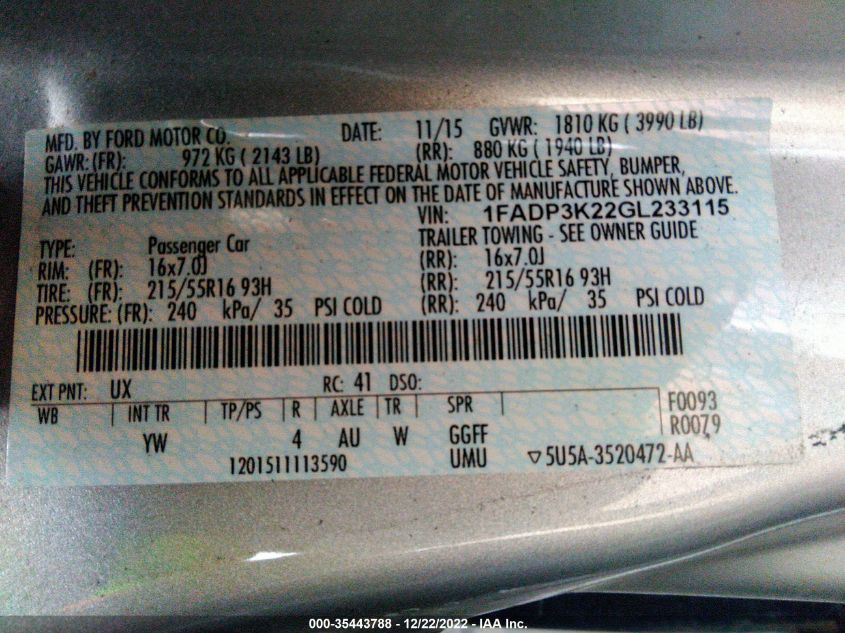 MFD. BY FORD MOTOR CO. DATE: 11/15 GVWR: 1810 KG ( 3990 LB)
GAWR: (FR): 972 KG ( 2143 LB) (RR): 880 KG ( 1940 LB)
THIS VEHICLE CONFORMS TO ALL APPLICABLE FEDERAL MOTOR VEHICLE SAFETY, BUMPER,
AND THEFT PREVENTION STANDARDS IN EFFECT ON THE DATE OF MANUFACTURE SHOWN ABOVE.
VIN: 1FADP3K22GL233115
TYPE: Passenger Car TRAILER TOWING - SEE OWNER GUIDE
RIM: (FR): 16x7.0J (RR): 16x7.0J
TIRE: (FR): 215/55R16 93H (RR): 215/55R16 93H
PRESSURE: (FR): 240 kPa/ 35 PSI COLD (RR): 240 kPa/ 35 PSI COLD
EXT PNT: UX RC: 41 DSO:
WB INT TR TP/PS R AXLE TR SPR F0093
YW 4 AU W GGFF R0079
1201511113590 UMU ▽5U5A-3520472-AA
000-35443788 - 12/22/2022 - IAA Inc.